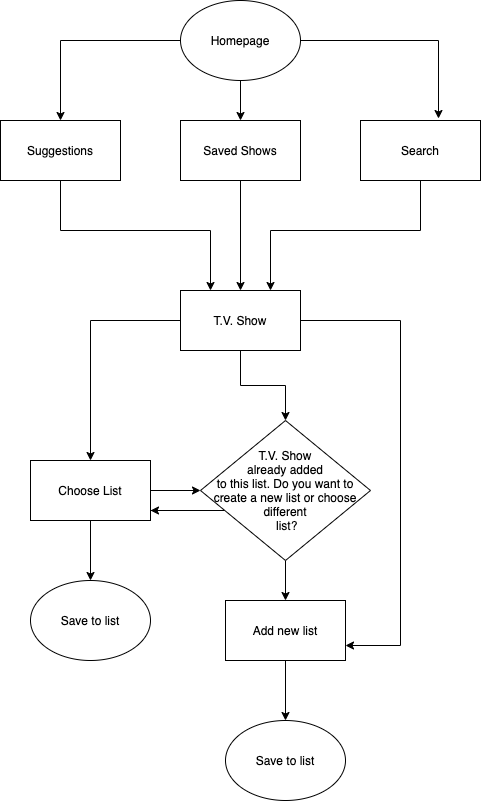 Homepage
Suggestions
Saved Shows
Search
T.V. Show
T.V. Show
already added
to this list. Do you want to
create a new list or choose
different
list?
Choose List
Save to list
Add new list
Save to list